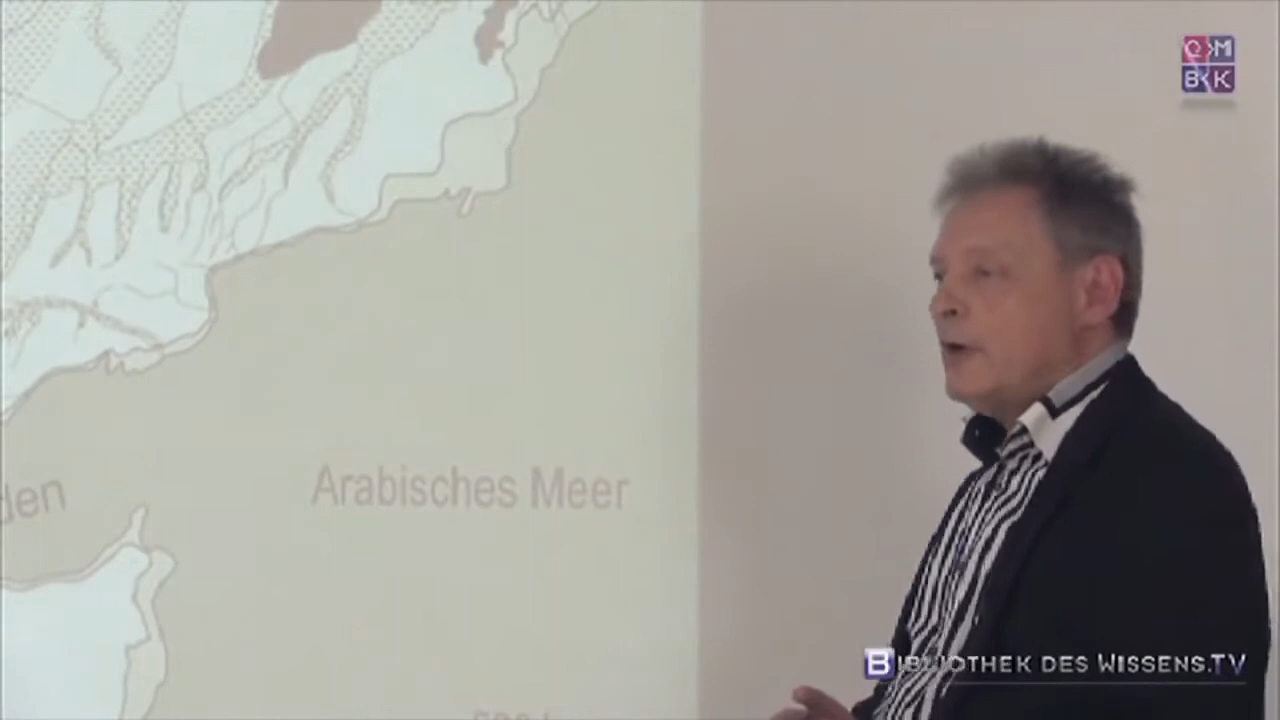 Q M
B K
Arabisches Meer
den
BIBLIOTHEK DES WISSENS.TV